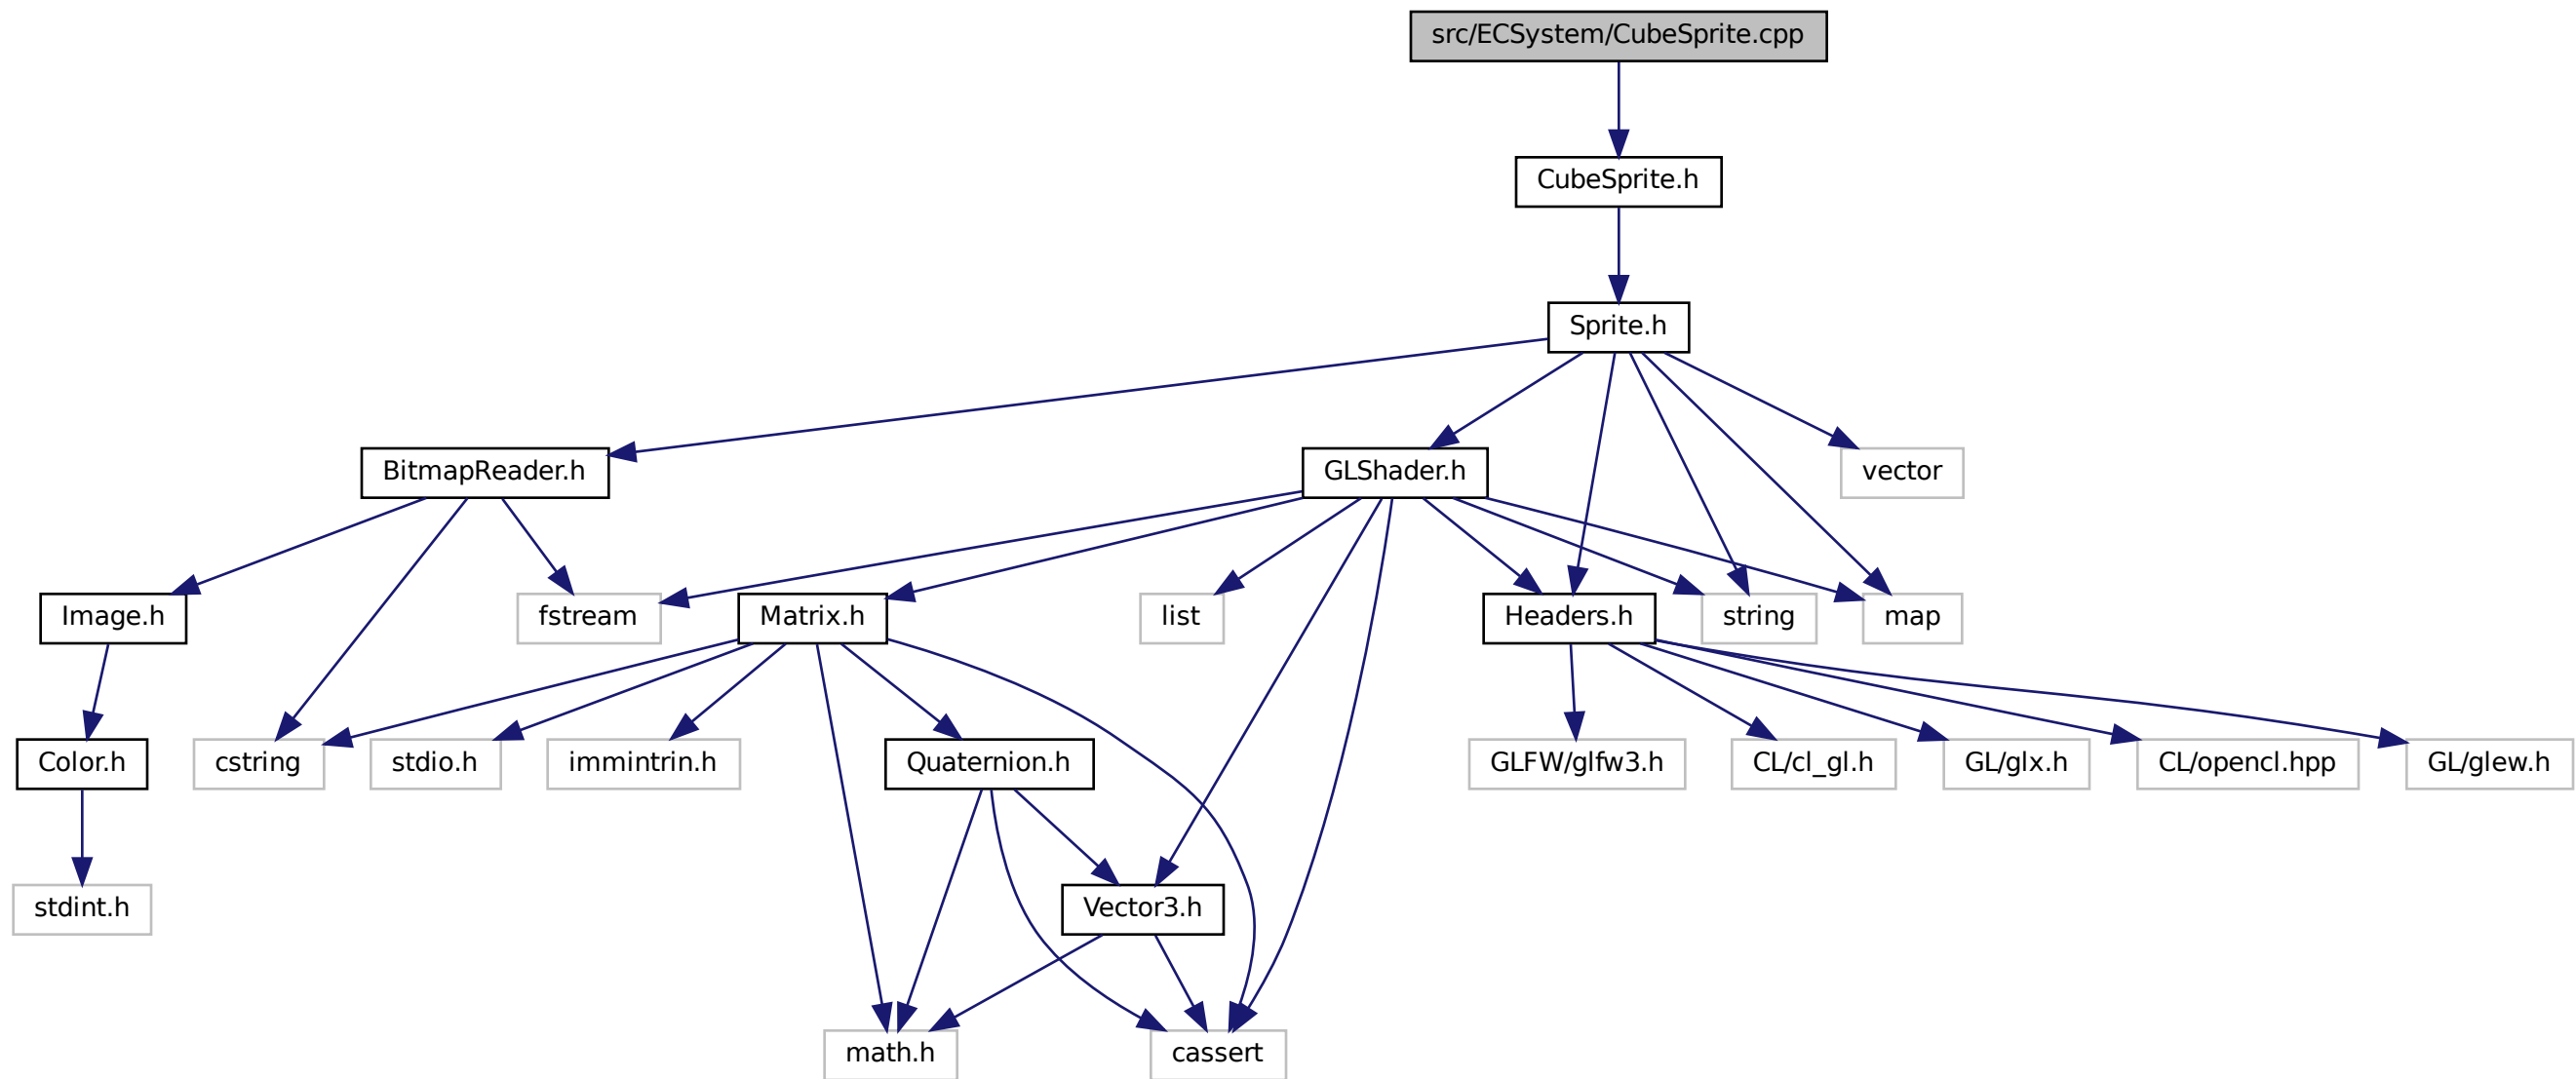 src/ECSystem/CubeSprite.cpp
CubeSprite.h
Sprite.h
BitmapReader.h
GLShader.h
vector
Image.h
fstream
Matrix.h
list
Headers.h
string
map
Color.h
cstring
stdio.h
immintrin.h
Quaternion.h
GLFW/glfw3.h
CL/cl_gl.h
GL/glx.h
CL/opencl.hpp
GL/glew.h
stdint.h
Vector3.h
math.h
cassert